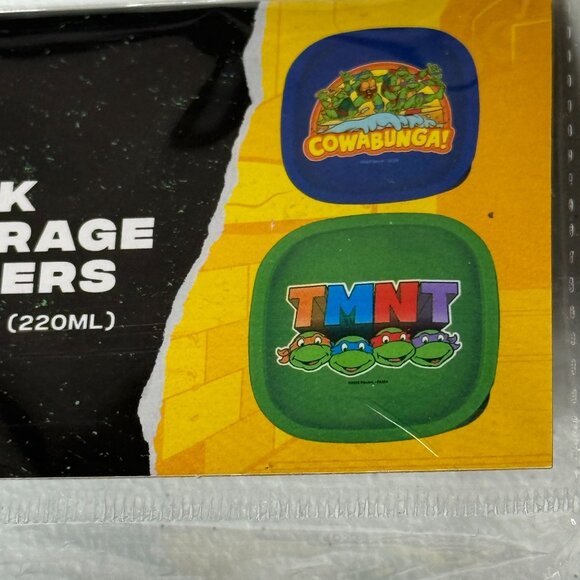 COWABUNGA!
K
RAGE
ERS
(220ML)
TMNT